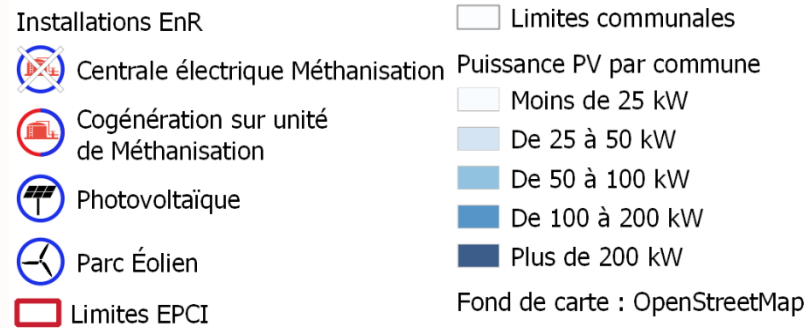 Installations EnR
Centrale électrique Méthanisation
Cogénération sur unité
de Méthanisation
Photovoltaïque
Parc Éolien
Limites EPCI
Limites communales
Puissance PV par commune
Moins de 25 kW
De 25 à 50 kW
De 50 à 100 kW
De 100 à 200 kW
Plus de 200 kW
Fond de carte : OpenStreetMap